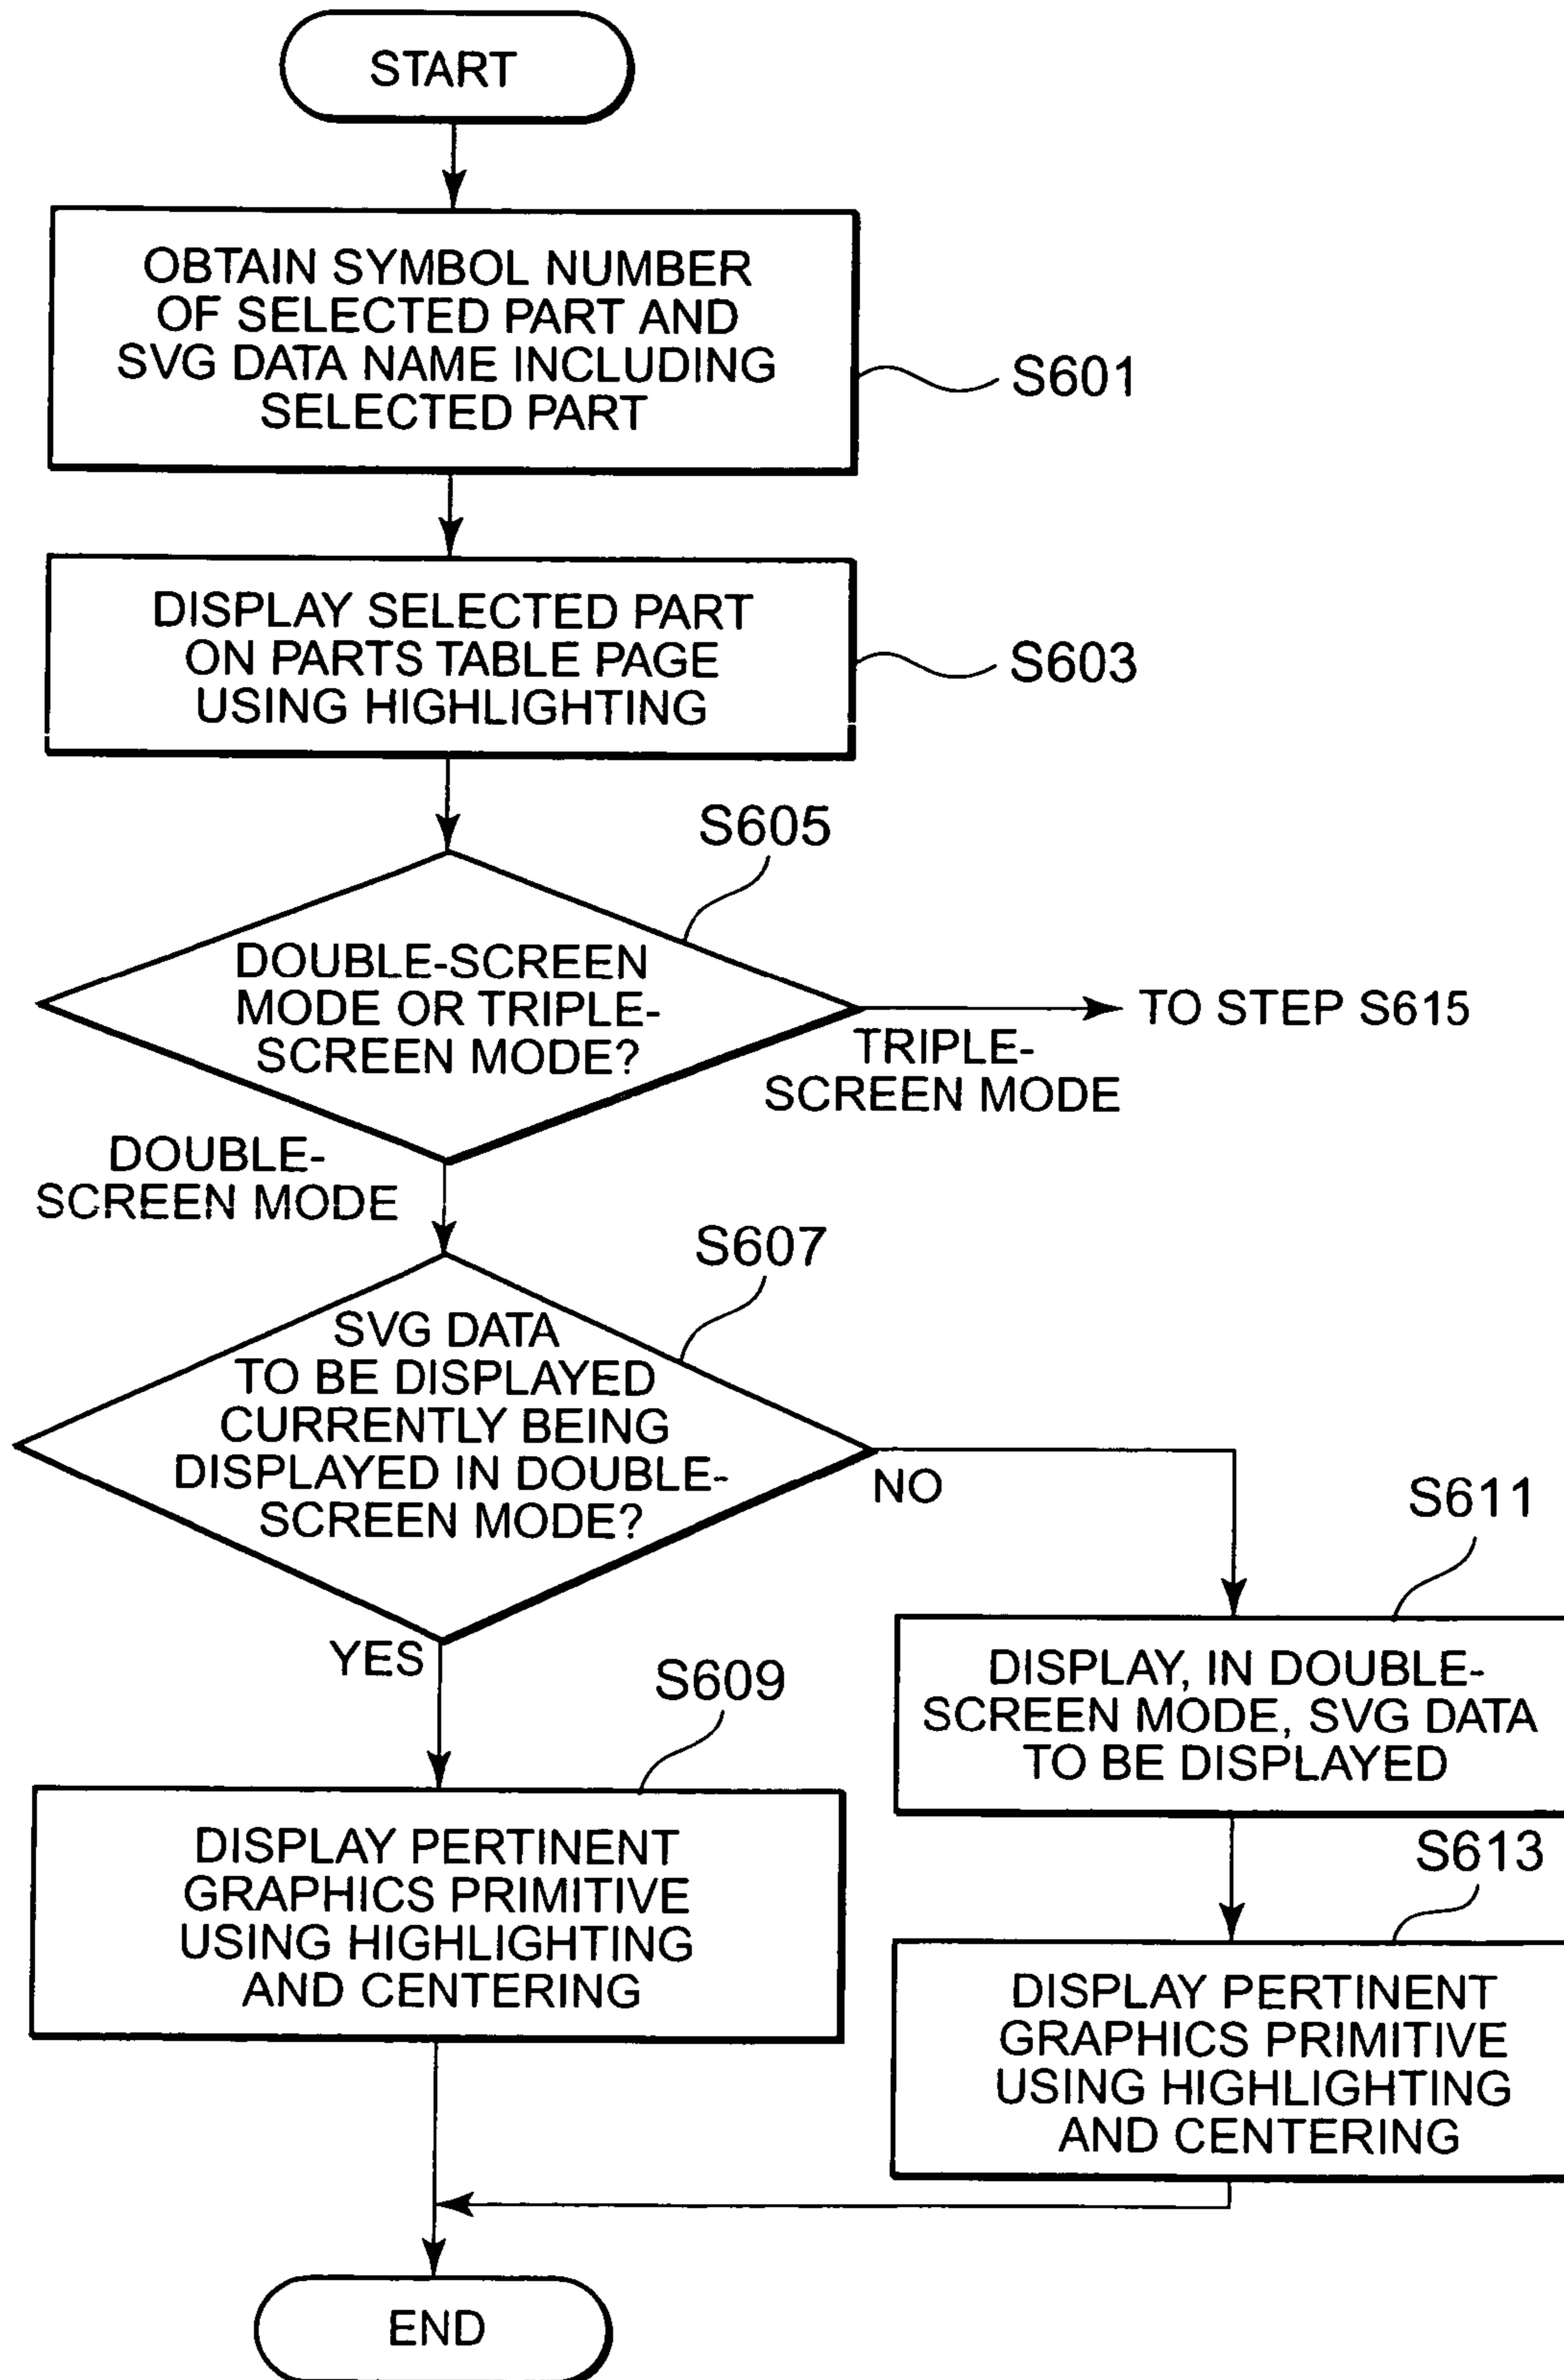 START
OBTAIN SYMBOL NUMBER
OF SELECTED PART AND
SVG DATA NAME INCLUDING
SELECTED PART
S601
DISPLAY SELECTED PART
ON PARTS TABLE PAGE
USING HIGHLIGHTING
S603
S605
DOUBLE-SCREEN
MODE OR TRIPLE-
SCREEN MODE?
TO STEP S615
TRIPLE-
SCREEN MODE
DOUBLE-
SCREEN MODE
S607
SVG DATA
TO BE DISPLAYED
CURRENTLY BEING
DISPLAYED IN DOUBLE-
SCREEN MODE?
NO
YES
S609
DISPLAY PERTINENT
GRAPHICS PRIMITIVE
USING HIGHLIGHTING
AND CENTERING
S611
DISPLAY, IN DOUBLE-
SCREEN MODE, SVG DATA
TO BE DISPLAYED
S613
DISPLAY PERTINENT
GRAPHICS PRIMITIVE
USING HIGHLIGHTING
AND CENTERING
END